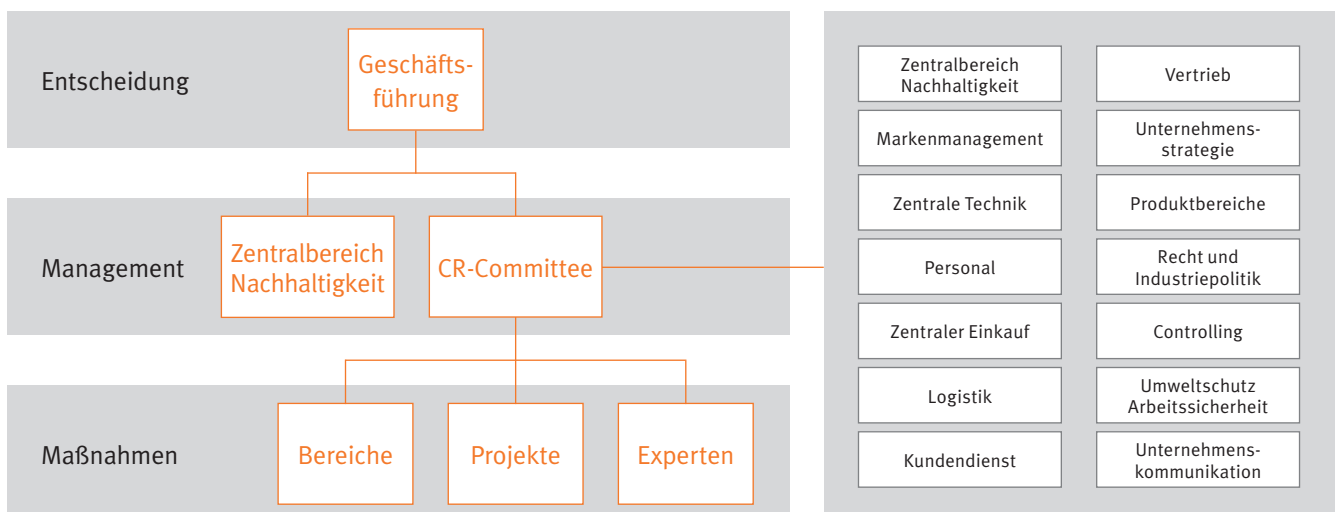 Entscheidung
Geschäfts-
führung
Management
Zentralbereich
Nachhaltigkeit
CR-Committee
Maßnahmen
Bereiche
Projekte
Experten
Zentralbereich
Nachhaltigkeit
Vertrieb
Markenmanagement
Unternehmens-
strategie
Zentrale Technik
Produktbereiche
Personal
Recht und
Industriepolitik
Zentraler Einkauf
Controlling
Logistik
Umweltschutz
Arbeitssicherheit
Kundendienst
Unternehmens-
kommunikation